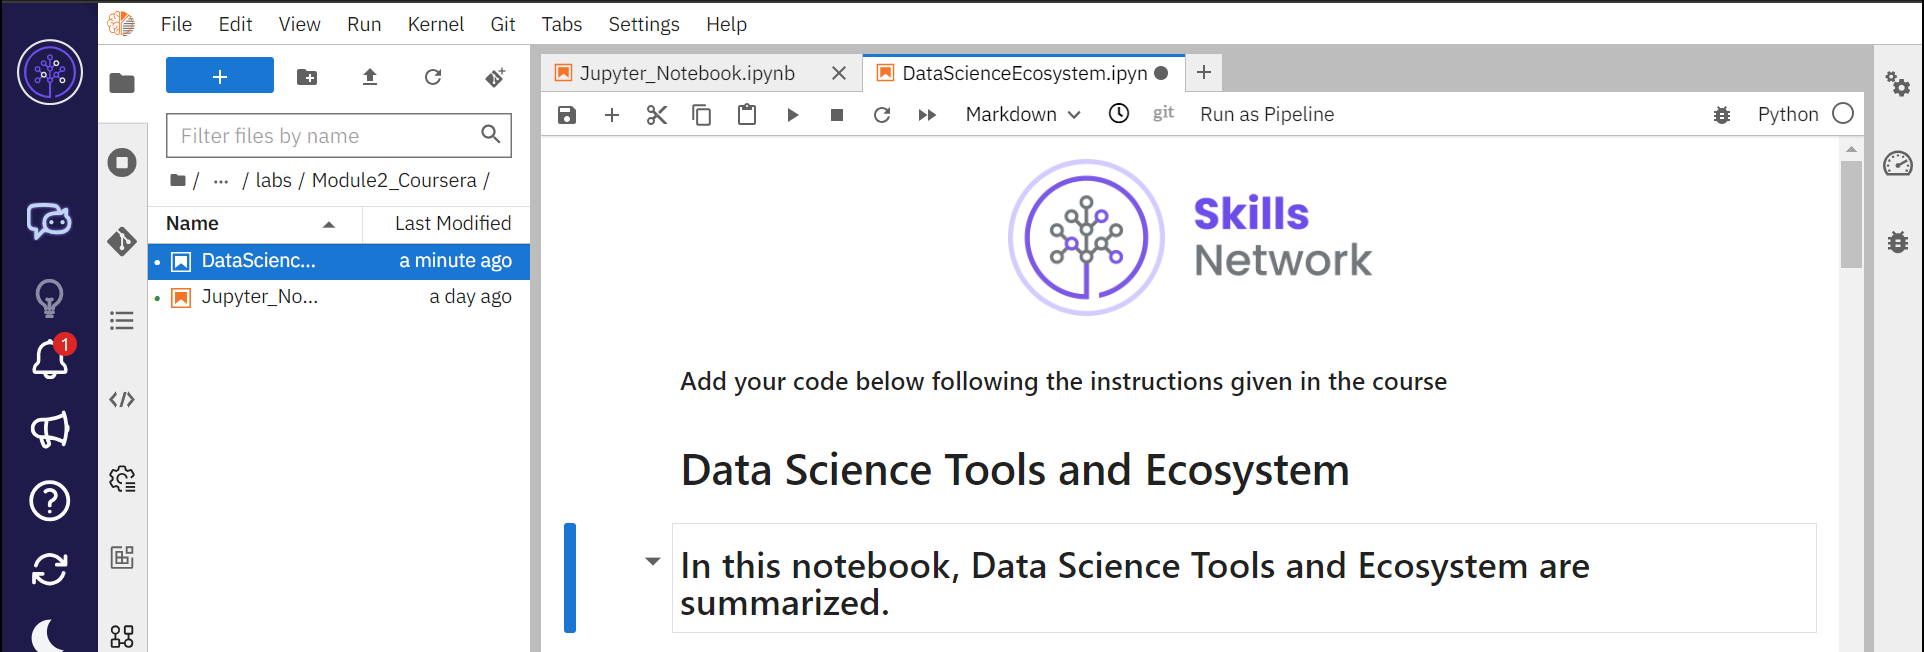 File Edit View Run Kernel Git Tabs Settings Help
Jupyter_Notebook.ipynb
DataScienceEcosystem.ipyn
Markdown
git
Run as Pipeline
Python
Filter files by name
/ ... / labs / Module2_Coursera /
Name Last Modified
DataScienc... a minute ago
Jupyter_No... a day ago
1
Skills
Network
Add your code below following the instructions given in the course
Data Science Tools and Ecosystem
In this notebook, Data Science Tools and Ecosystem are
summarized.